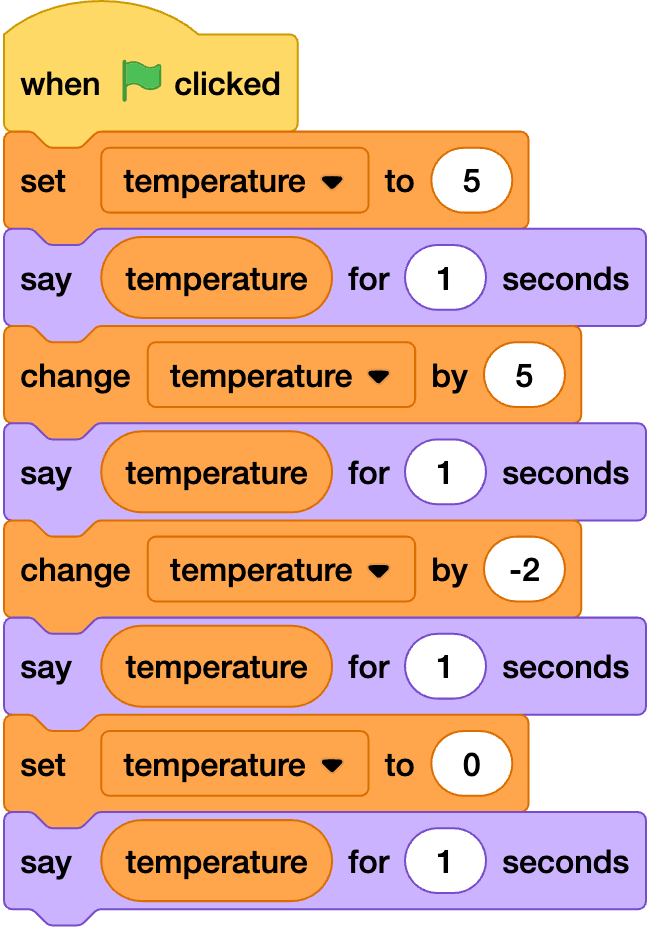 when clicked
set temperature to 5
say temperature for 1 seconds
change temperature by 5
say temperature for 1 seconds
change temperature by -2
say temperature for 1 seconds
set temperature to 0
say temperature for 1 seconds